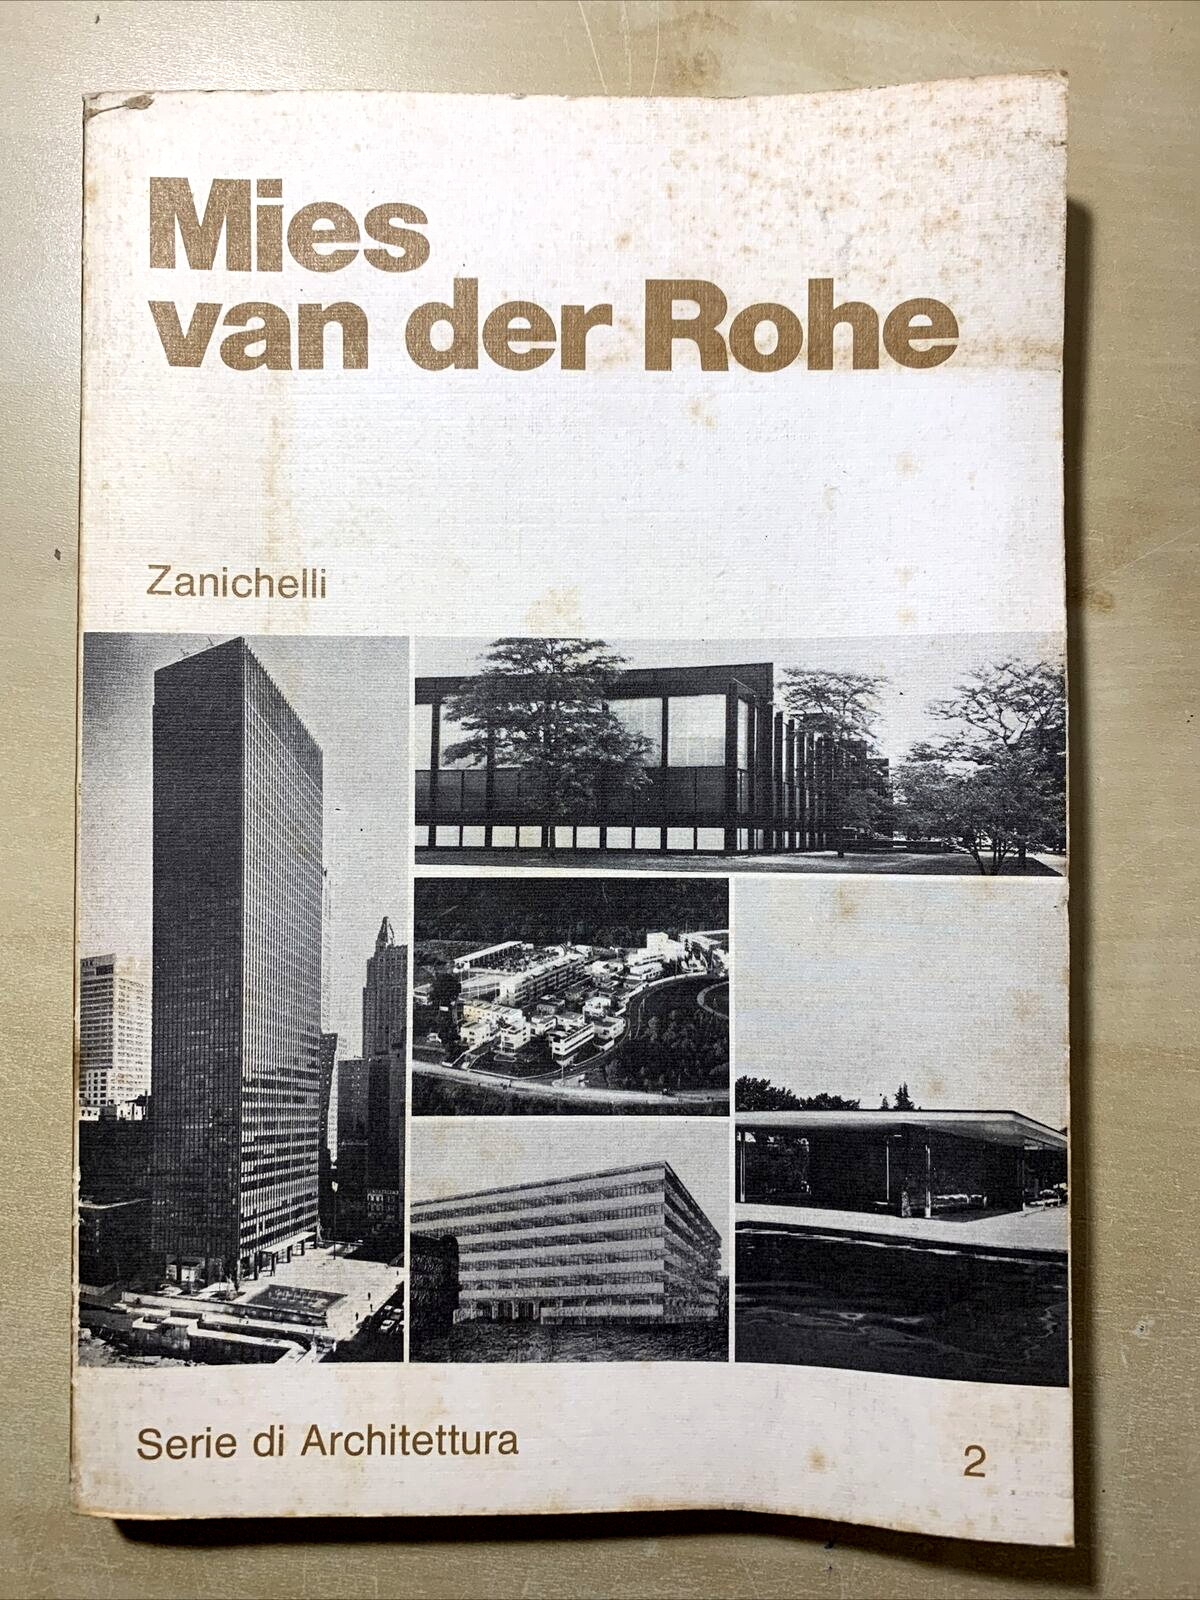 Mies
van der Rohe
Zanichelli
Serie di Architettura
2